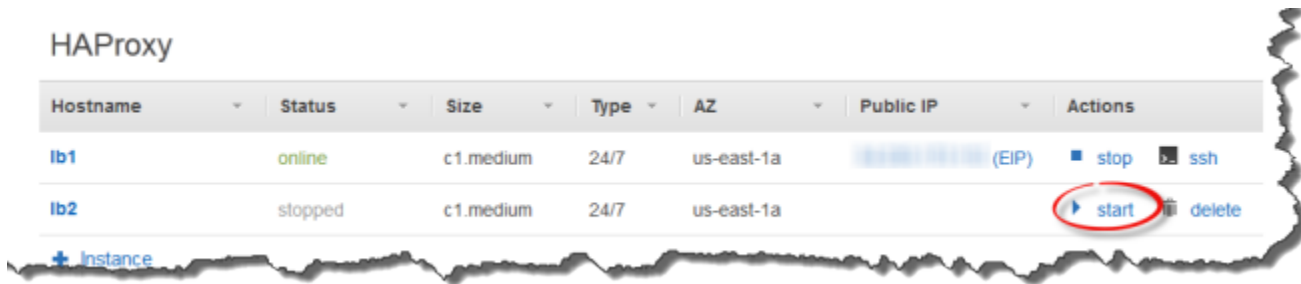 HAProxy
Hostname Status Size Type AZ Public IP Actions
lb1 online c1.medium 24/7 us-east-1a (EIP) stop ssh
lb2 stopped c1.medium 24/7 us-east-1a start delete
+ Instance